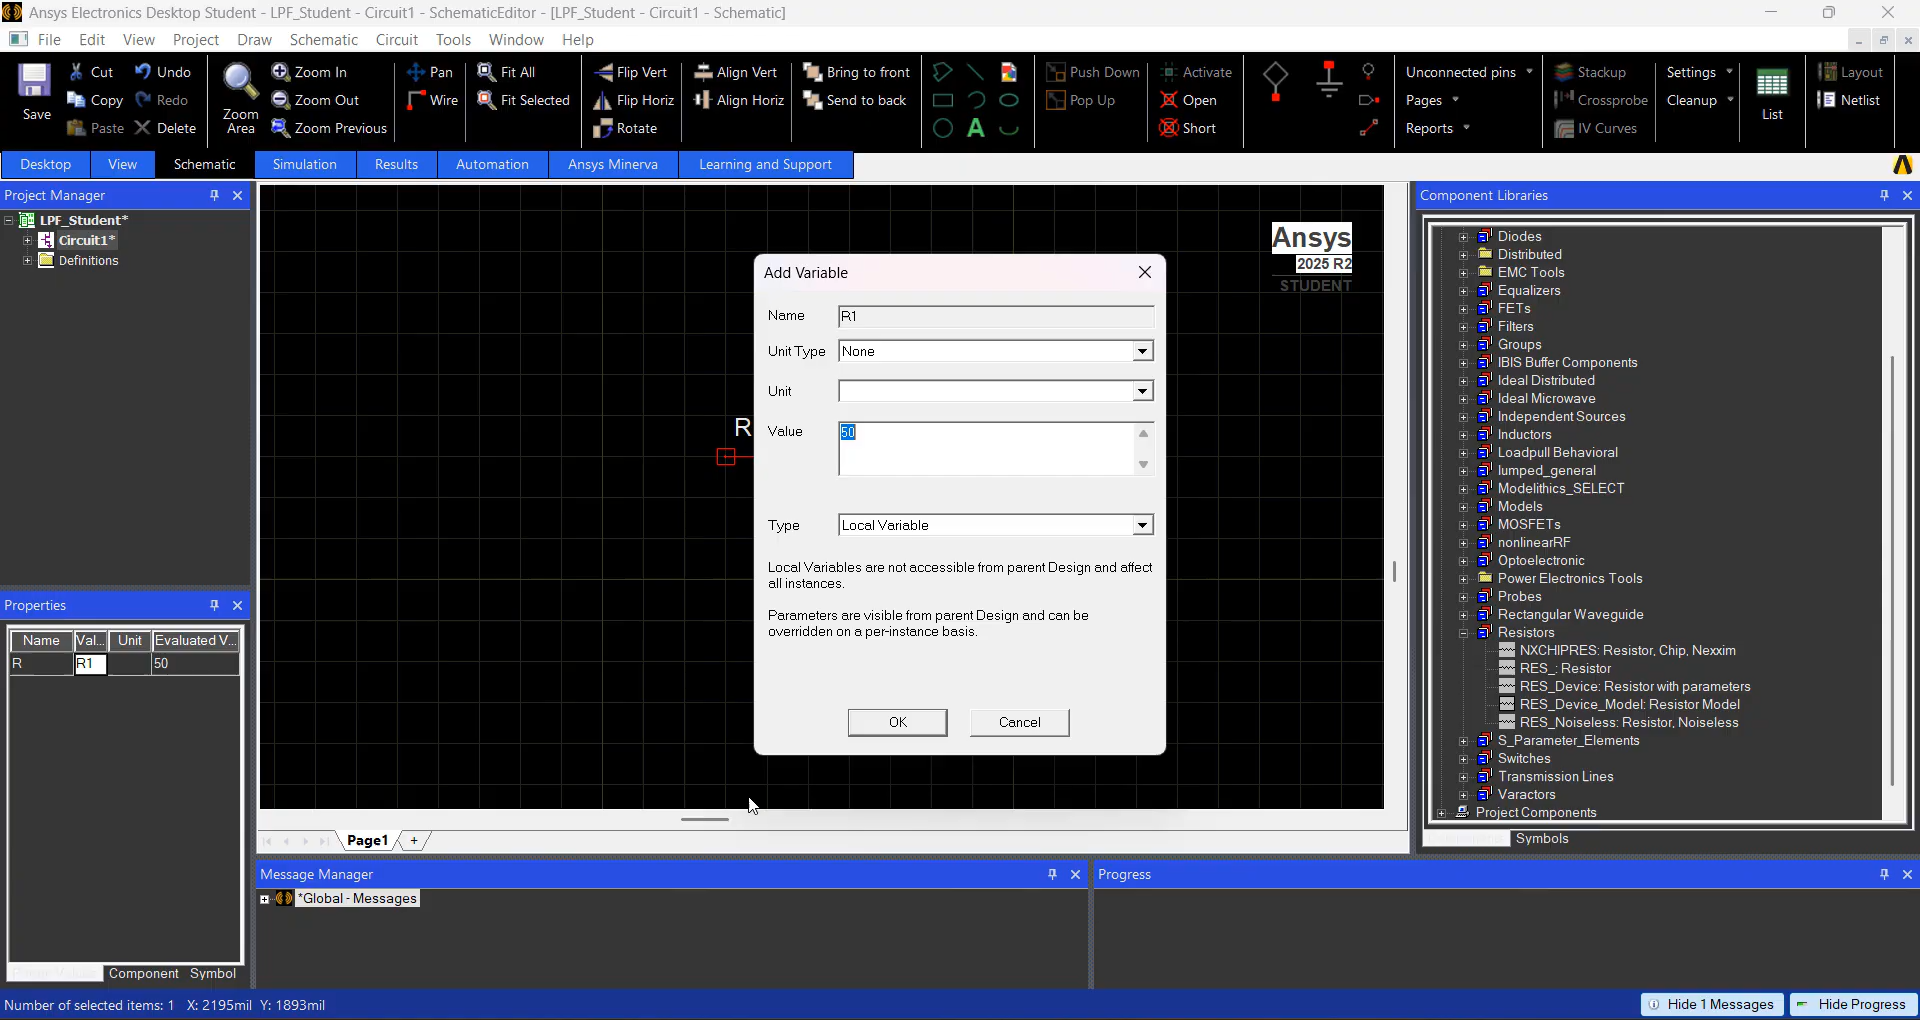 Ansys Electronics Desktop Student - LPF_Student - Circuit1 - SchematicEditor - [LPF_Student - Circuit1 - Schematic]
File Edit View Project Draw Schematic Circuit Tools Window Help
Save
Cut
Copy
Paste
Undo
Redo
Delete
Zoom Area
Zoom In
Zoom Out
Zoom Previous
Pan
Wire
Fit All
Fit Selected
Flip Vert
Flip Horiz
Rotate
Align Vert
Align Horiz
Bring to front
Send to back
A
Push Down
Pop Up
Activate
Open
Short
Unconnected pins
Pages
Reports
Stackup
Crossprobe
IV Curves
Settings
Cleanup
List
Layout
Netlist
Desktop View Schematic Simulation Results Automation Ansys Minerva Learning and Support
Project Manager
LPF_Student*
Circuit1*
Definitions
Properties
Name Val... Unit Evaluated V...
R R1 50
Component Symbol
Ansys
2025 R2
STUDENT
R
Add Variable
Name R1
Unit Type None
Unit
Value 50
Type Local Variable
Local Variables are not accessible from parent Design and affect
all instances.
Parameters are visible from parent Design and can be
overridden on a per-instance basis.
OK Cancel
Page1 +
Component Libraries
Diodes
Distributed
EMC Tools
Equalizers
FETs
Filters
Groups
IBIS Buffer Components
Ideal Distributed
Ideal Microwave
Independent Sources
Inductors
Loadpull Behavioral
lumped_general
Modelithics_SELECT
Models
MOSFETs
nonlinearRF
Optoelectronic
Power Electronics Tools
Probes
Rectangular Waveguide
Resistors
NXCHIPRES: Resistor, Chip, Nexxim
RES_: Resistor
RES_Device: Resistor with parameters
RES_Device_Model: Resistor Model
RES_Noiseless: Resistor, Noiseless
S_Parameter_Elements
Switches
Transmission Lines
Varactors
Project Components
Symbols
Message Manager
*Global - Messages
Progress
Number of selected items: 1 X: 2195mil Y: 1893mil
Hide 1 Messages Hide Progress